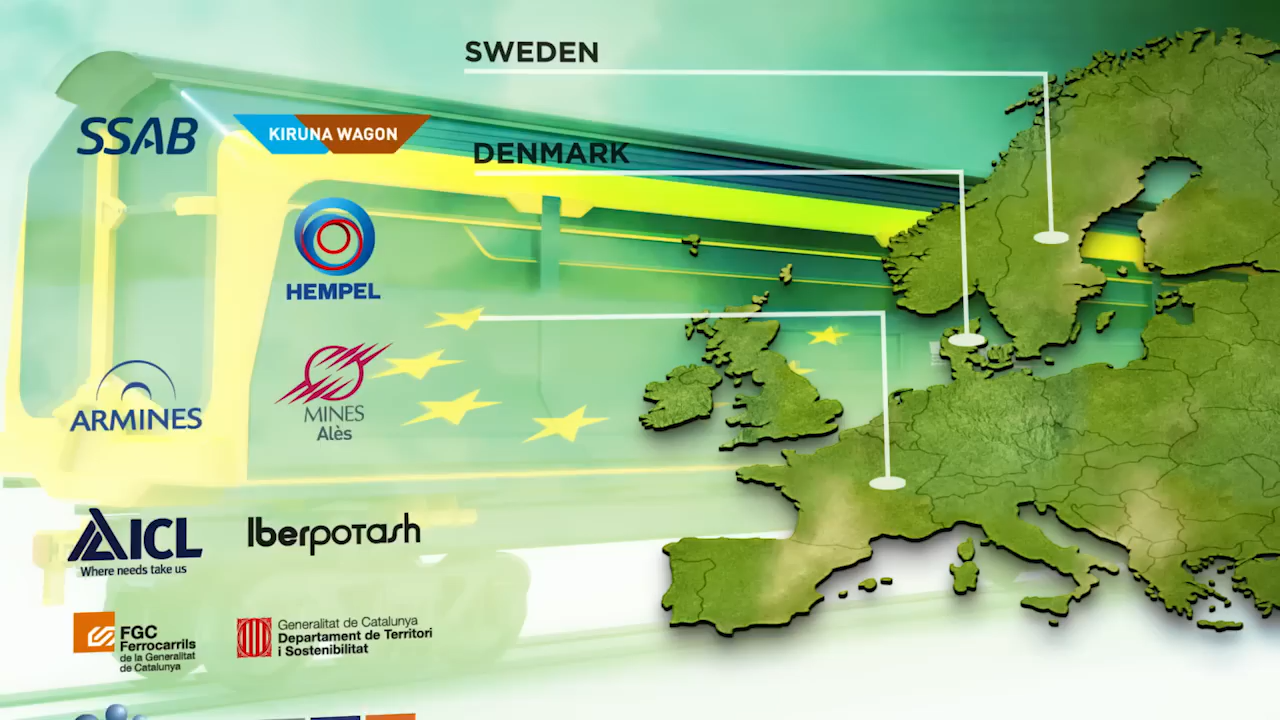 SWEDEN
SSAB
KIRUNA WAGON
DENMARK
HEMPEL
ARMINES
MINES
Alès
ICL
Where needs take us
Iberpotash
FGC
Ferrocarrils
de la Generalitat
de Catalunya
Generalitat de Catalunya
Departament de Territori
i Sostenibilitat